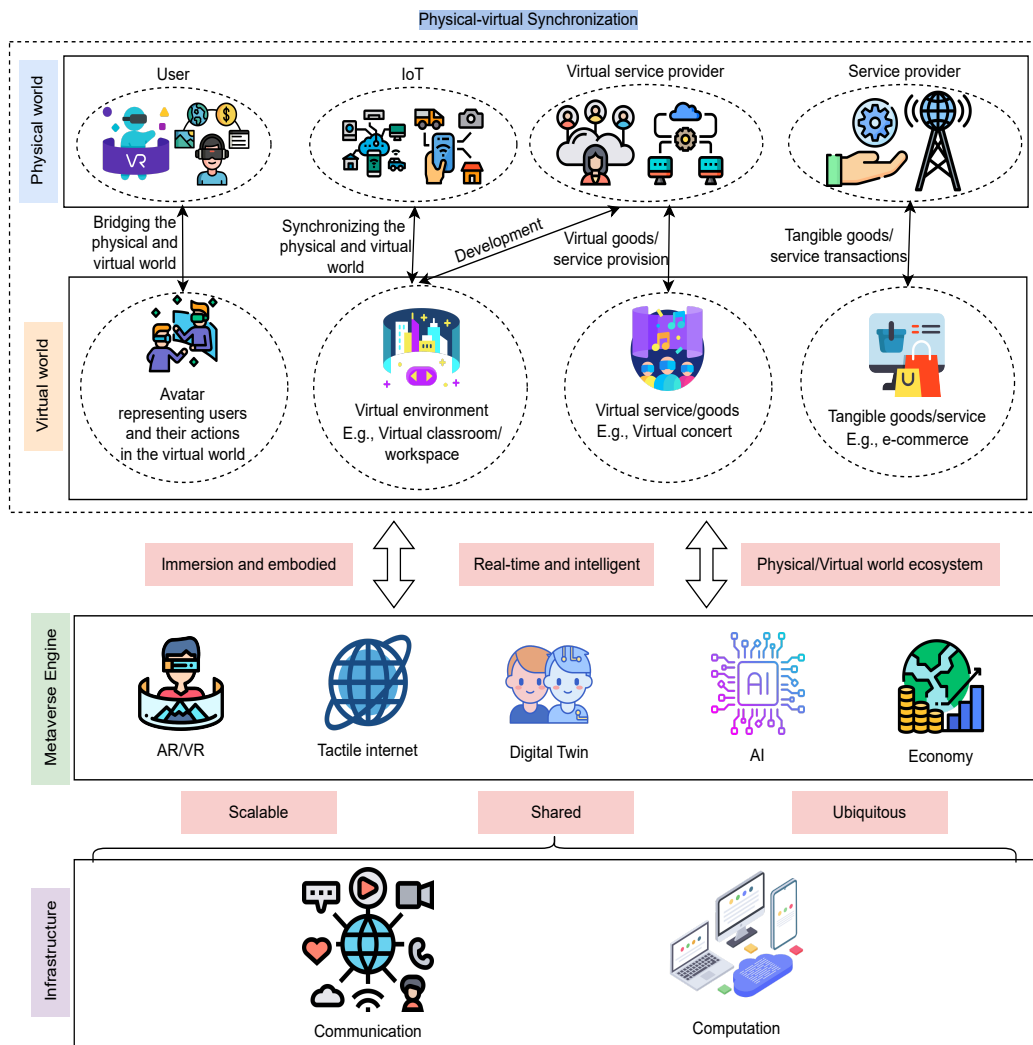 Physical-virtual Synchronization
Physical world
User
IoT
Virtual service provider
Service provider
VR
Bridging the
physical and
virtual world
Synchronizing the
physical and virtual
world
Development
Virtual goods/
service provision
Tangible goods/
service transactions
Virtual world
Avatar
representing users
and their actions
in the virtual world
Virtual environment
E.g., Virtual classroom/
workspace
Virtual service/goods
E.g., Virtual concert
Tangible goods/service
E.g., e-commerce
Immersion and embodied
Real-time and intelligent
Physical/Virtual world ecosystem
Metaverse Engine
AR/VR
Tactile internet
Digital Twin
AI
AI
Economy
Scalable
Shared
Ubiquitous
Infrastructure
Communication
Computation